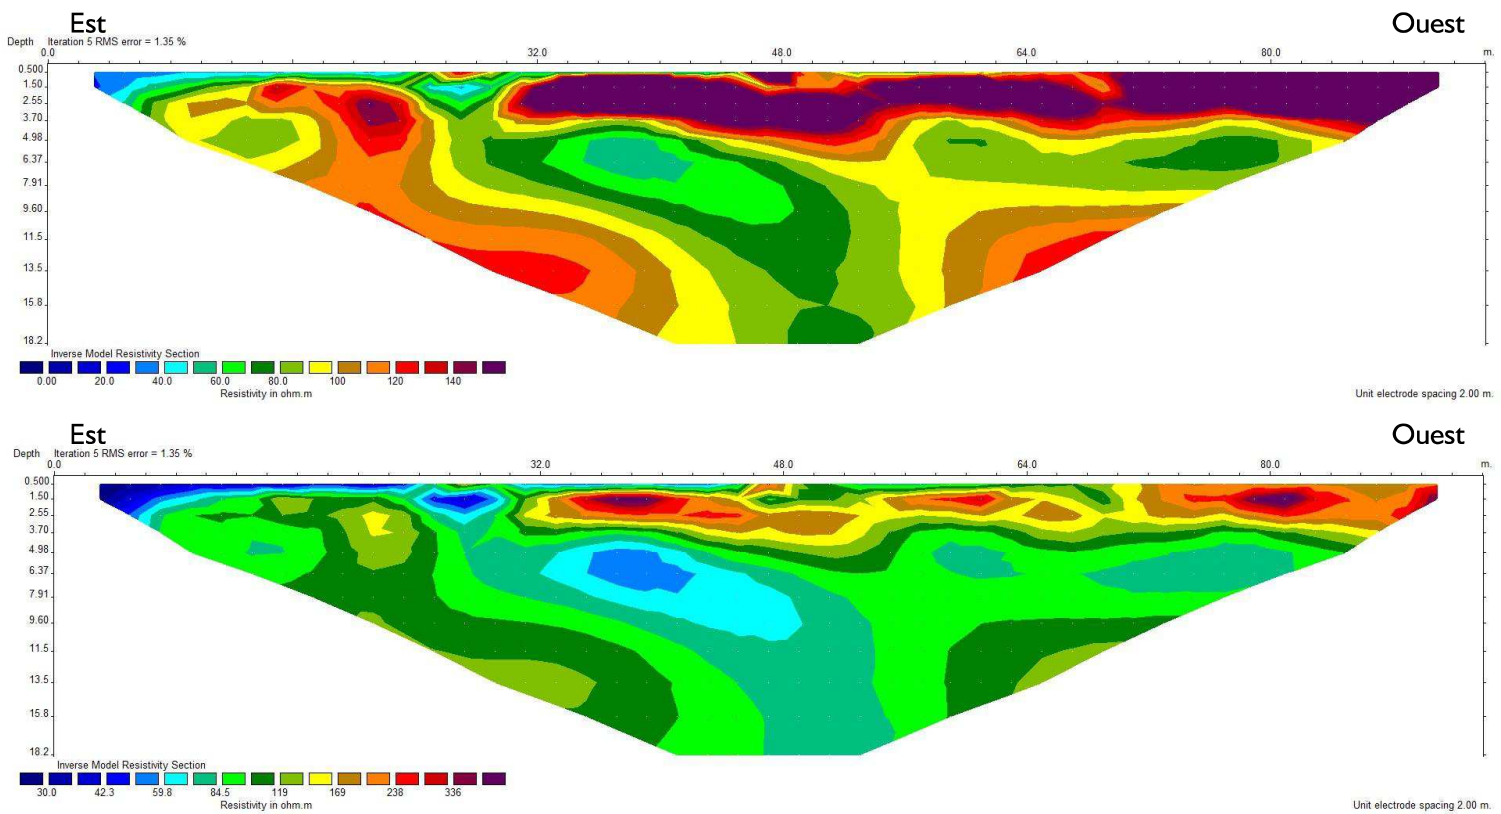 Est Ouest
Depth Iteration 5 RMS error = 1.35 %
0.0 32.0 48.0 64.0 80.0 m.
0.500
1.50
2.55
3.70
4.98
6.37
7.91
9.60
11.5
13.5
15.8
18.2
Inverse Model Resistivity Section
0.00 20.0 40.0 60.0 80.0 100 120 140
Resistivity in ohm.m Unit electrode spacing 2.00 m.
Est Ouest
Depth Iteration 5 RMS error = 1.35 %
0.0 32.0 48.0 64.0 80.0 m.
0.500
1.50
2.55
3.70
4.98
6.37
7.91
9.60
11.5
13.5
15.8
18.2
Inverse Model Resistivity Section
30.0 42.3 59.8 84.5 119 169 238 336
Resistivity in ohm.m Unit electrode spacing 2.00 m.